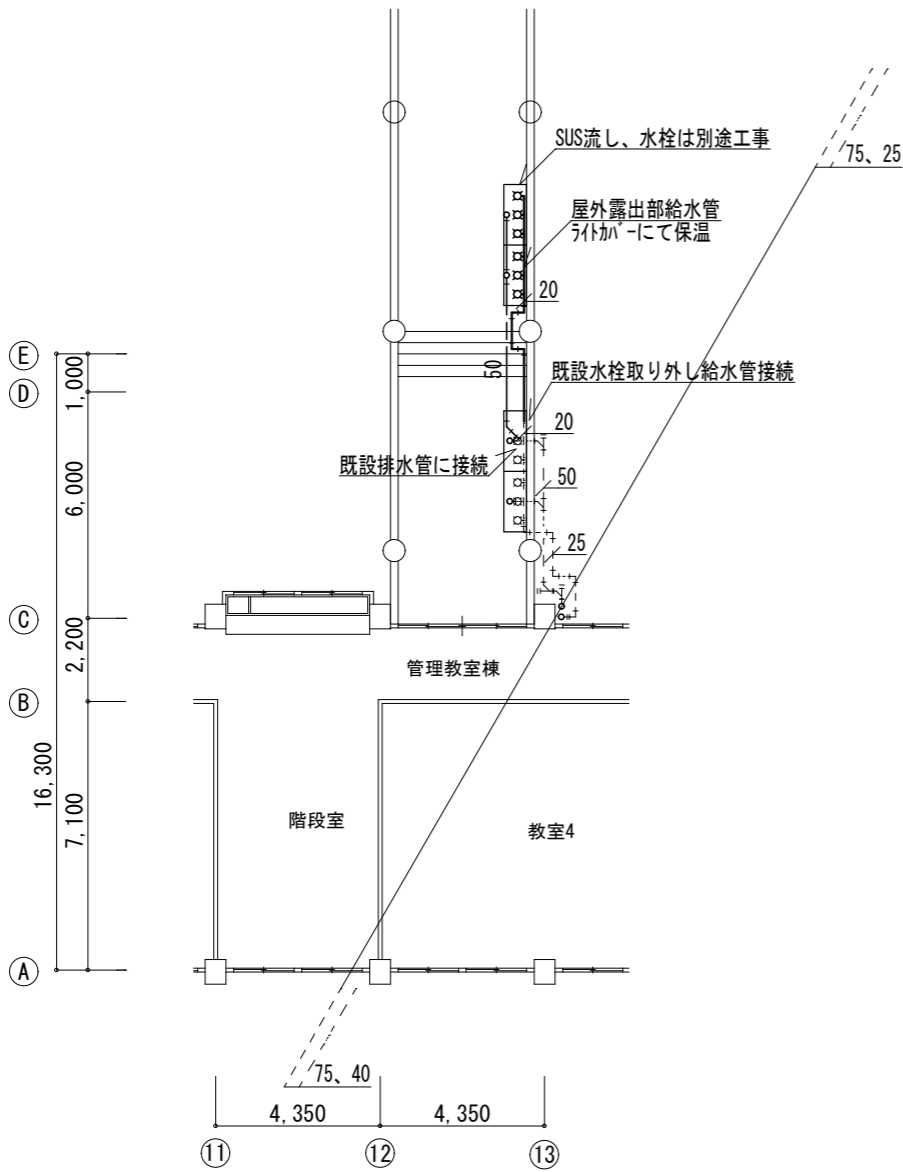 SUS流し、水栓は別途工事
75、25
屋外露出部給水管
ﾗｲﾄｶﾊﾞｰにて保温
20
50
既設水栓取り外し給水管接続
20
既設排水管に接続
50
25
E
1,000
D
6,000
C
2,200
管理教室棟
B
16,300
7,100
階段室
教室4
A
75、40
4,350
4,350
11
12
13